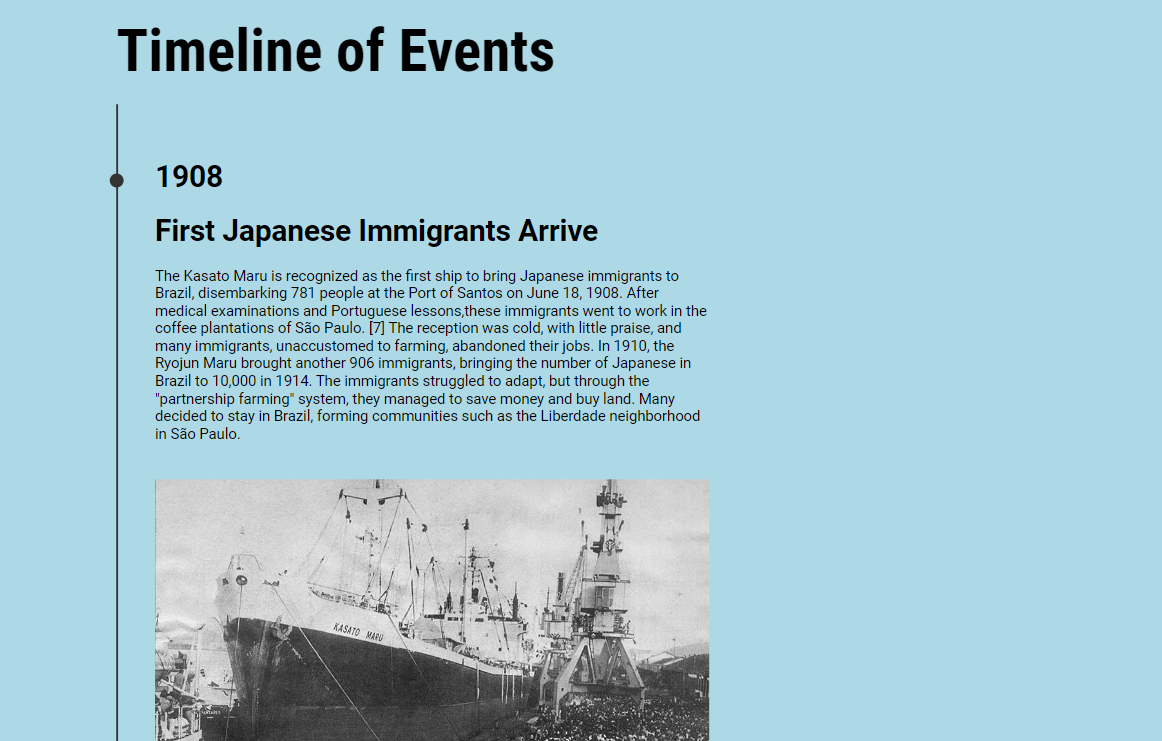 Timeline of Events
1908
First Japanese Immigrants Arrive
The Kasato Maru is recognized as the first ship to bring Japanese immigrants to
Brazil, disembarking 781 people at the Port of Santos on June 18, 1908. After
medical examinations and Portuguese lessons,these immigrants went to work in the
coffee plantations of São Paulo. [7] The reception was cold, with little praise, and
many immigrants, unaccustomed to farming, abandoned their jobs. In 1910, the
Ryojun Maru brought another 906 immigrants, bringing the number of Japanese in
Brazil to 10,000 in 1914. The immigrants struggled to adapt, but through the
"partnership farming" system, they managed to save money and buy land. Many
decided to stay in Brazil, forming communities such as the Liberdade neighborhood
in São Paulo.
KASATO MARU